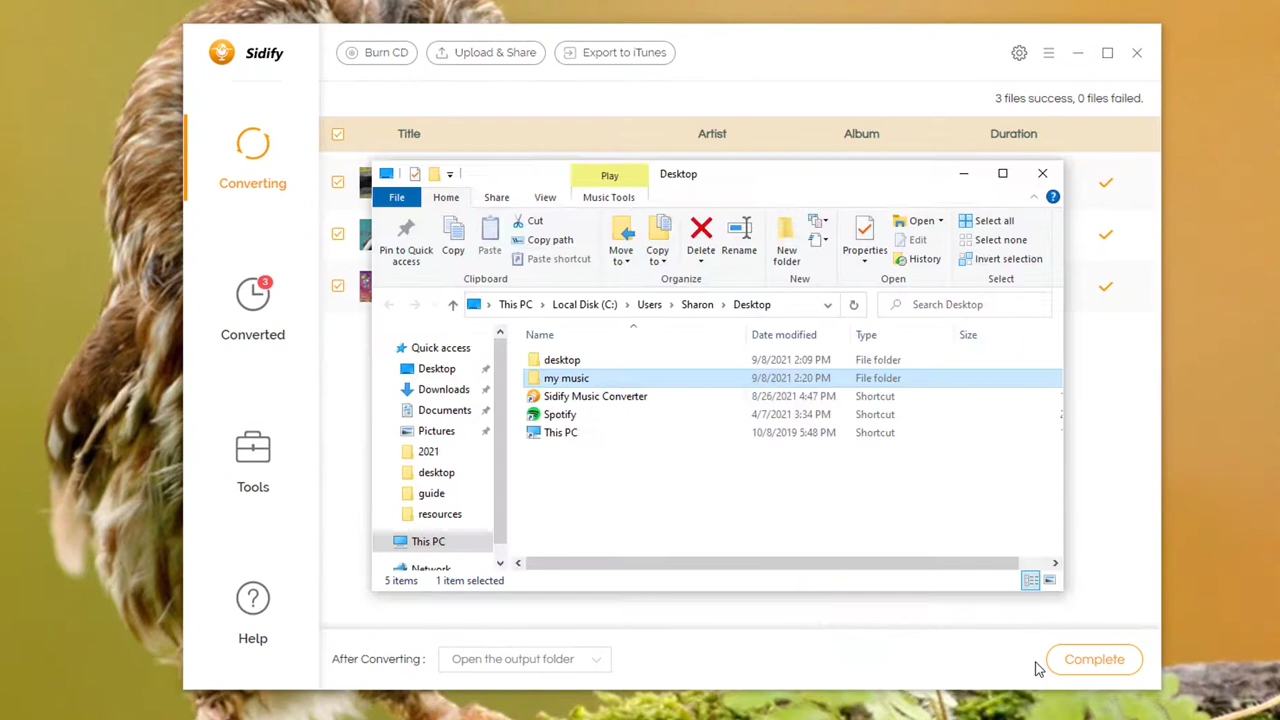 Sidify
Burn CD
Upload & Share
Export to iTunes
3 files success, 0 files failed.
Title Artist Album Duration
Converting
Converted
3
Tools
Help
Play Desktop
File Home Share View Music Tools
Pin to Quick
access
Copy
Paste
Cut
Copy path
Paste shortcut
Clipboard
Move
to
Copy
to
Delete
Rename
Organize
New
folder
New
Properties
Open
Edit
History
Open
Select all
Select none
Invert selection
Select
This PC Local Disk (C:) Users Sharon Desktop
Search Desktop
Name Date modified Type Size
Quick access
Desktop
Downloads
Documents
Pictures
2021
desktop
guide
resources
This PC
Network
desktop 9/8/2021 2:09 PM File folder
my music 9/8/2021 2:20 PM File folder
Sidify Music Converter 8/26/2021 4:47 PM Shortcut
Spotify 4/7/2021 3:34 PM Shortcut
This PC 10/8/2019 5:48 PM Shortcut
5 items 1 item selected
After Converting : Open the output folder
Complete